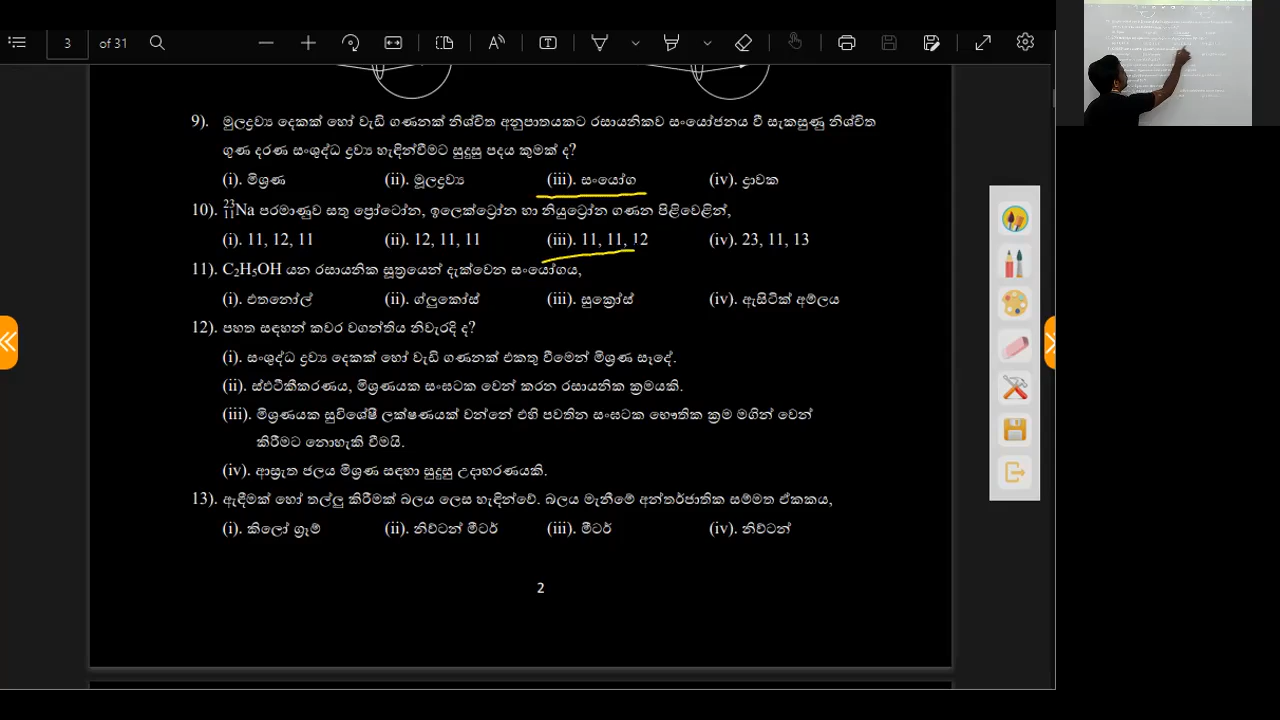 3 of 31
9). මූලද්‍රව්‍ය දෙකක් හෝ වැඩි ගණනක් නිශ්චිත අනුපාතයකට රසායනිකව සංයෝජනය වී සැකසුණු නිශ්චිත
ගුණ දරණ සංශුද්ධ ද්‍රව්‍ය හැඳින්වීමට සුදුසු පදය කුමක් ද?
(i). මිශ්‍රණ (ii). මූලද්‍රව්‍ය (iii). සංයෝග (iv). ද්‍රාවක
10). ²³₁₁Na පරමාණුව සතු ප්‍රෝටෝන, ඉලෙක්ට්‍රෝන හා නියුට්‍රෝන ගණන පිළිවෙළින්,
(i). 11, 12, 11 (ii). 12, 11, 11 (iii). 11, 11, 12 (iv). 23, 11, 13
11). C₂H₅OH යන රසායනික සූත්‍රයෙන් දැක්වෙන සංයෝගය,
(i). එතනෝල් (ii). ග්ලුකෝස් (iii). සුක්‍රෝස් (iv). ඇසිටික් අම්ලය
12). පහත සඳහන් කවර වගන්තිය නිවැරදි ද?
(i). සංශුද්ධ ද්‍රව්‍ය දෙකක් හෝ වැඩි ගණනක් එකතු වීමෙන් මිශ්‍රණ සෑදේ.
(ii). ස්ඵටිකීකරණය, මිශ්‍රණයක සංඝටක වෙන් කරන රසායනික ක්‍රමයකි.
(iii). මිශ්‍රණයක සුවිශේෂී ලක්ෂණයක් වන්නේ එහි පවතින සංඝටක භෞතික ක්‍රම මගින් වෙන්
කිරීමට නොහැකි වීමයි.
(iv). ආස්‍රැත ජලය මිශ්‍රණ සඳහා සුදුසු උදාහරණයකි.
13). ඇඳීමක් හෝ තල්ලු කිරීමක් බලය ලෙස හැඳින්වේ. බලය මැනීමේ අන්තර්ජාතික සම්මත ඒකකය,
(i). කිලෝ ග්‍රෑම් (ii). නිව්ටන් මීටර් (iii). මීටර් (iv). නිව්ටන්
2